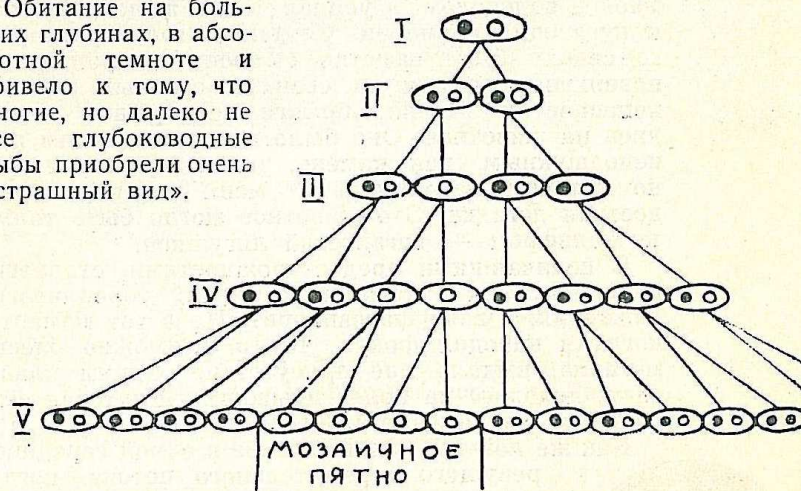 Обитание на боль-
их глубинах, в абсо-
отной темноте и
ривело к тому, что
ногие, но далеко не
се глубоководные
ыбы приобрели очень
страшный вид».
I
II
III
IV
V
МОЗАИЧНОЕ
ПЯТНО